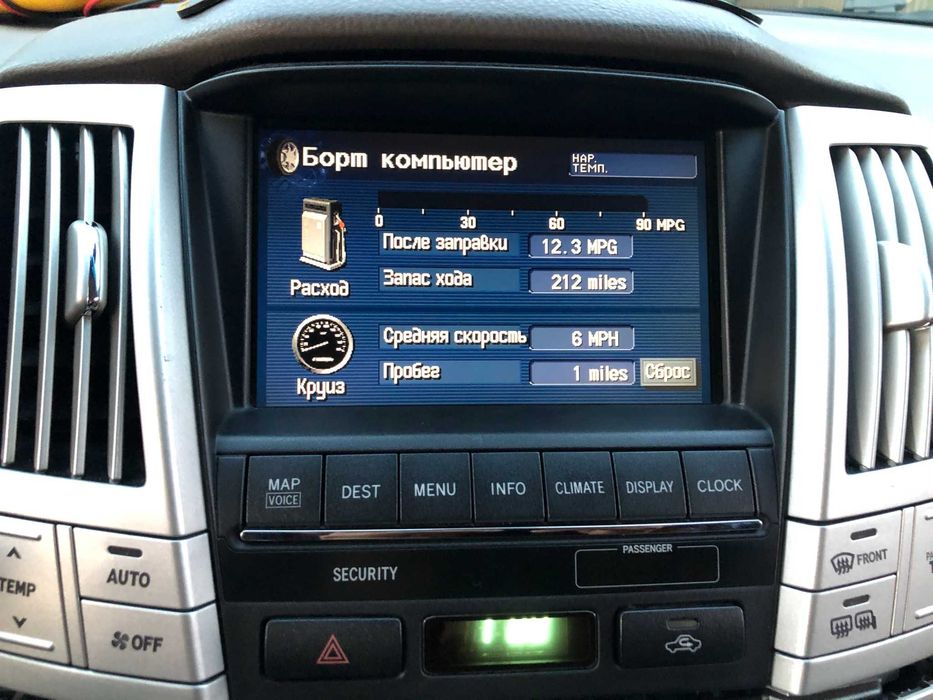 Борт компьютер
НАР.
ТЕМП.
0 30 60 90 MPG
После заправки 12.3 MPG
Запас хода 212 miles
Расход
Средняя скорость 6 MPH
Пробег 1 miles Сброс
Круиз
MAP
VOICE
DEST
MENU
INFO
CLIMATE
DISPLAY
CLOCK
PASSENGER
SECURITY
TEMP
AUTO
OFF
FRONT